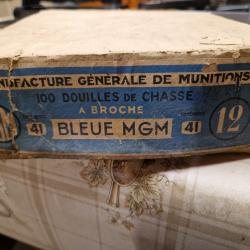 NUFACTURE GÉNÉRALE DE MUNITIONS
100 DOUILLES DE CHASSE
A BROCHE
41 BLEUE MGM 41 12